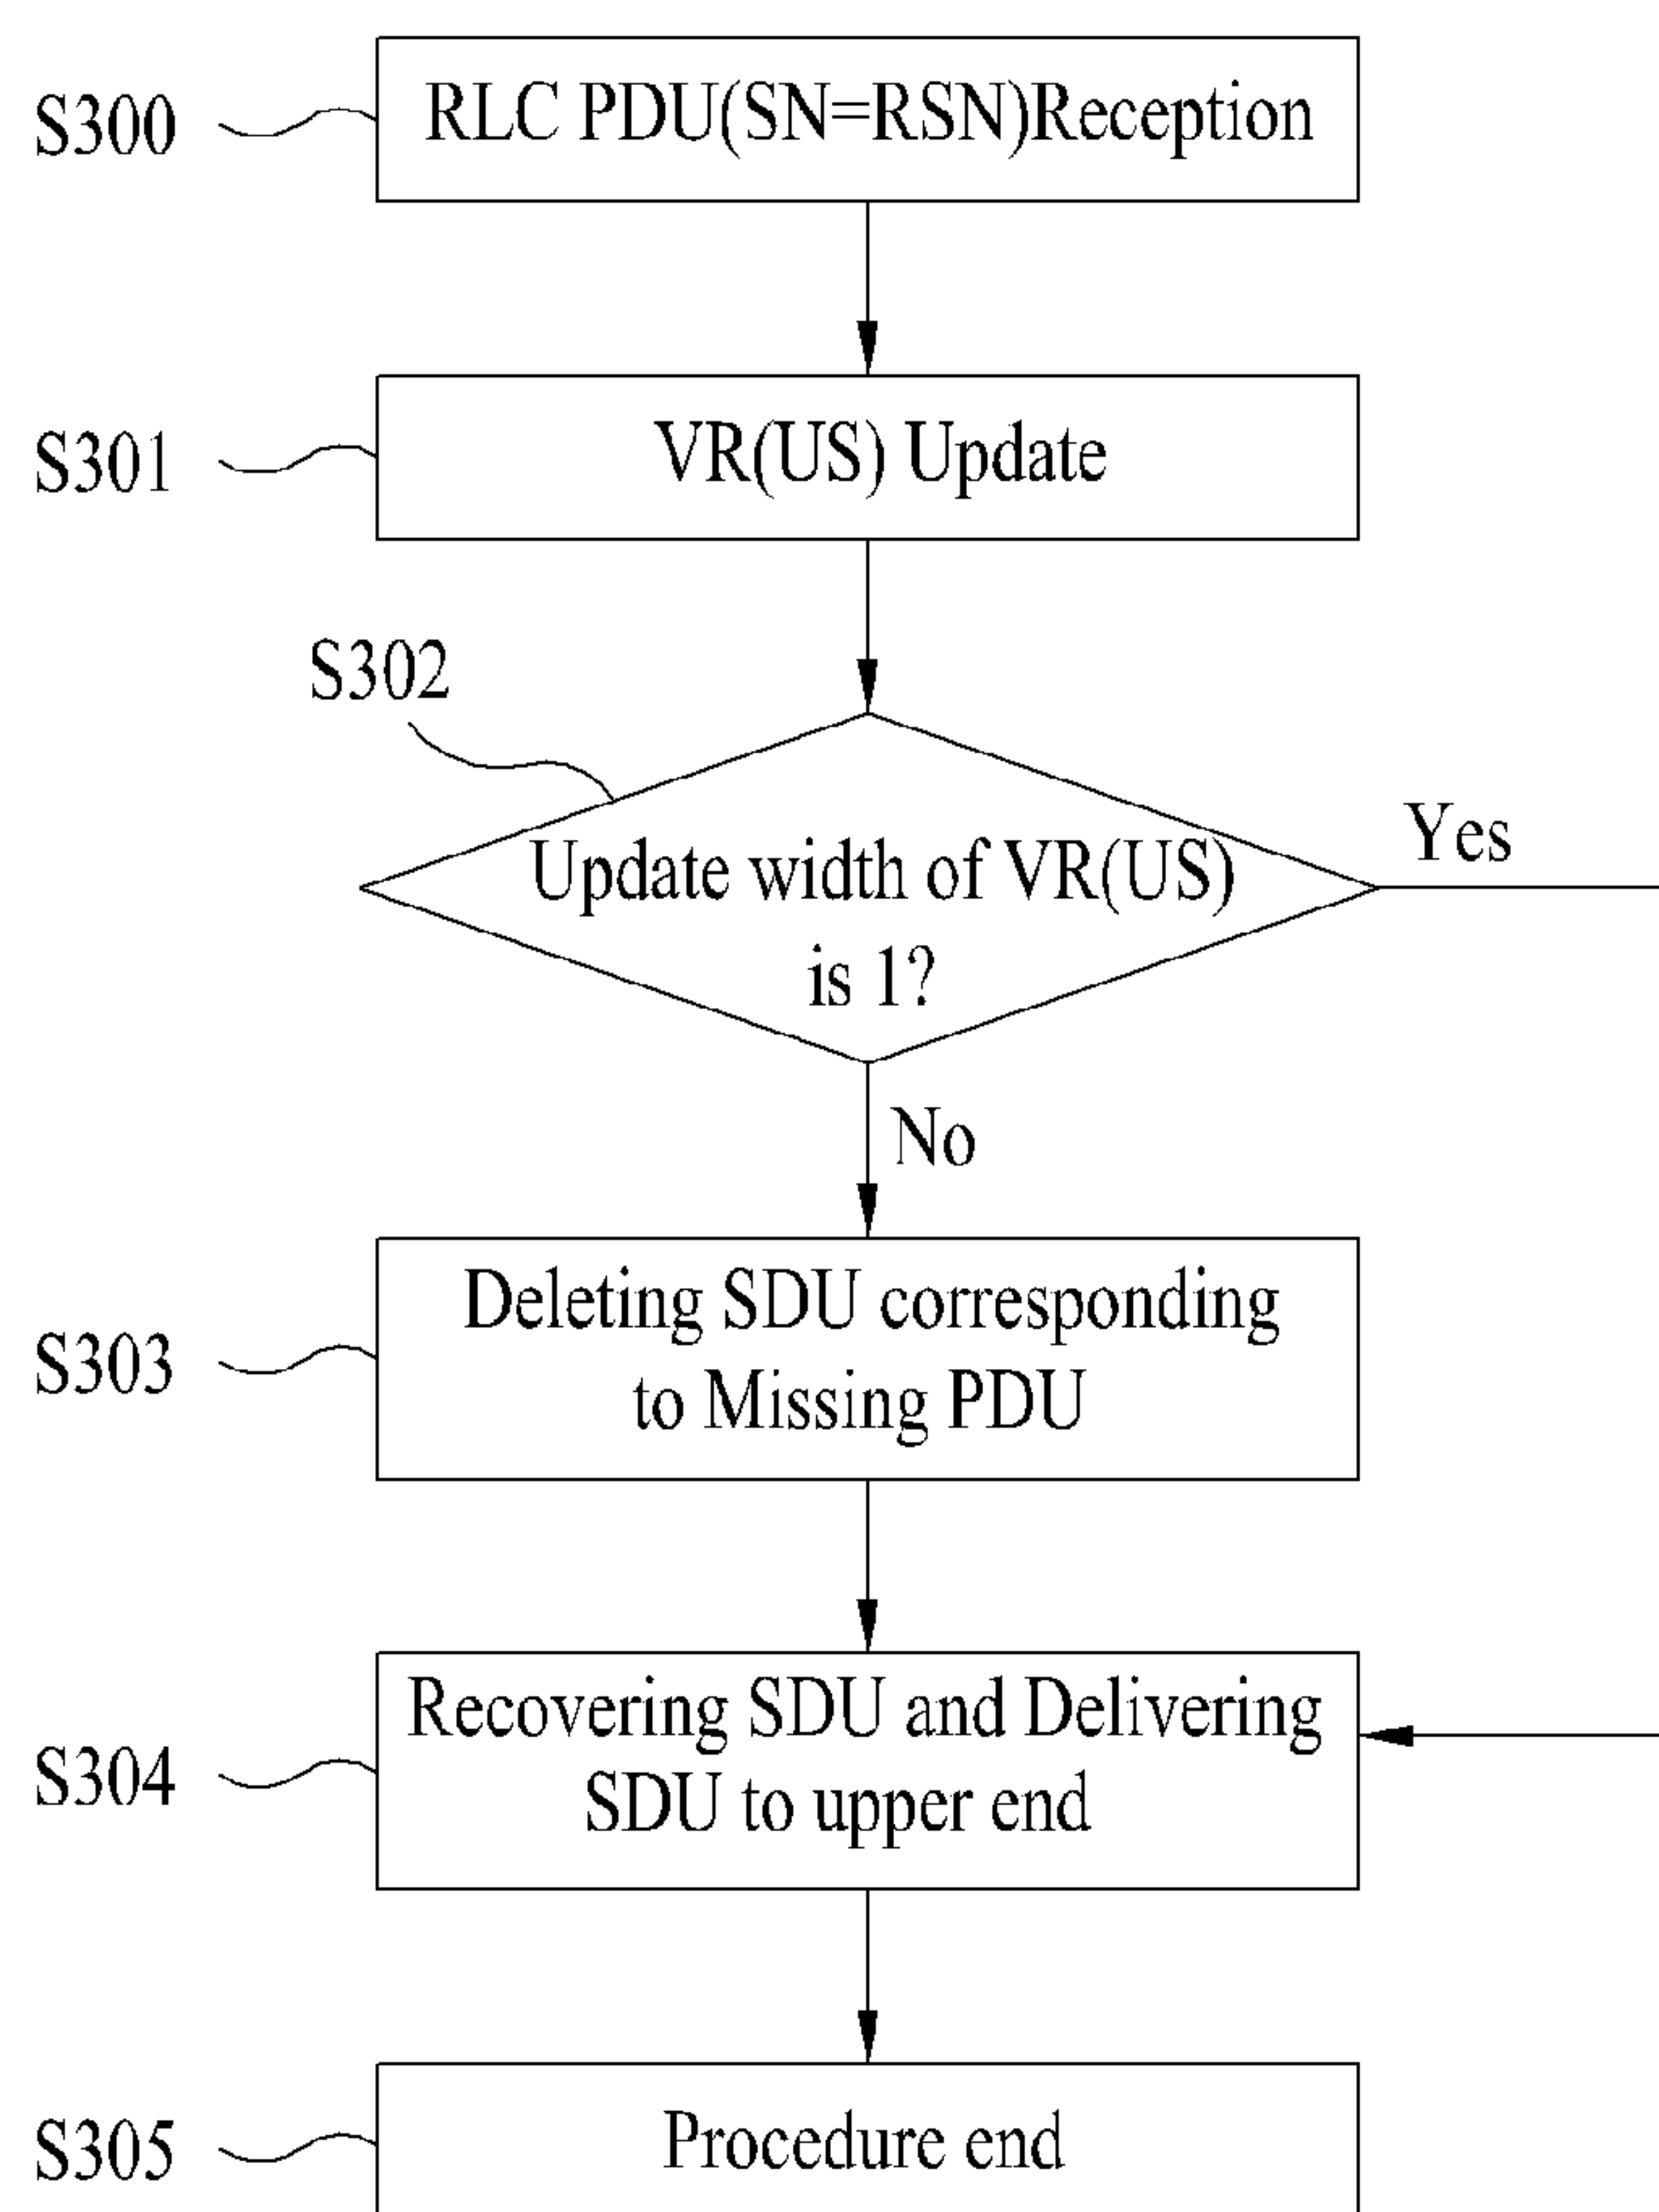 S300
RLC PDU(SN=RSN)Reception
S301
VR(US) Update
S302
Update width of VR(US)
is 1?
Yes
No
S303
Deleting SDU corresponding
to Missing PDU
S304
Recovering SDU and Delivering
SDU to upper end
S305
Procedure end